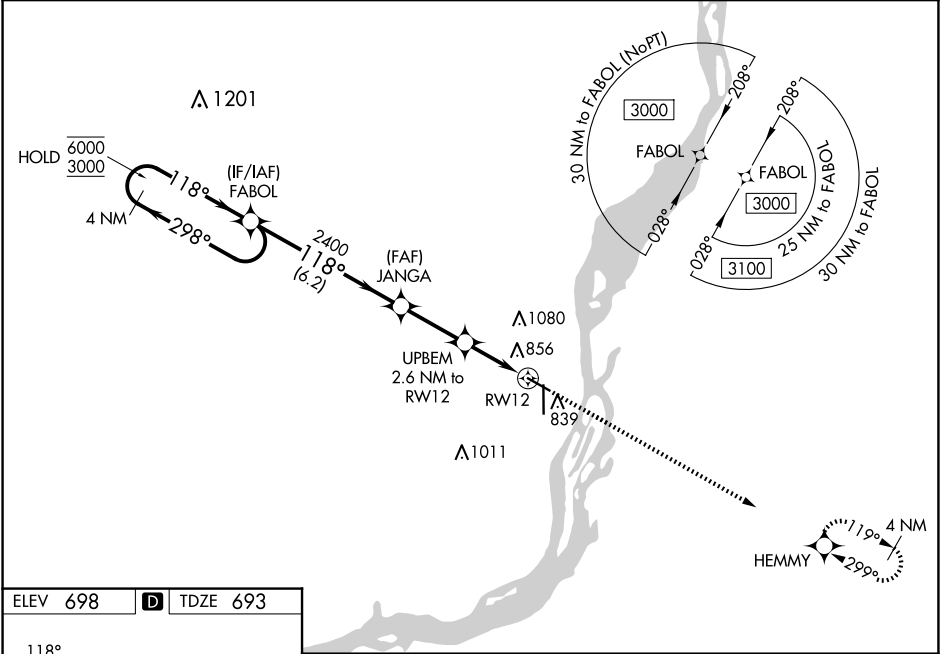 1201
HOLD 6000
3000
118°
4 NM
298°
(IF/IAF)
FABOL
2400
118°
(6.2)
(FAF)
JANGA
UPBEM
2.6 NM to
RW12
1080
856
RW12
839
1011
30 NM to FABOL (NoPT)
3000
208°
FABOL
028°
208°
FABOL
3000
028°
25 NM to FABOL
3100
30 NM to FABOL
HEMMY
119°
4 NM
299°
ELEV 698 D TDZE 693
118°